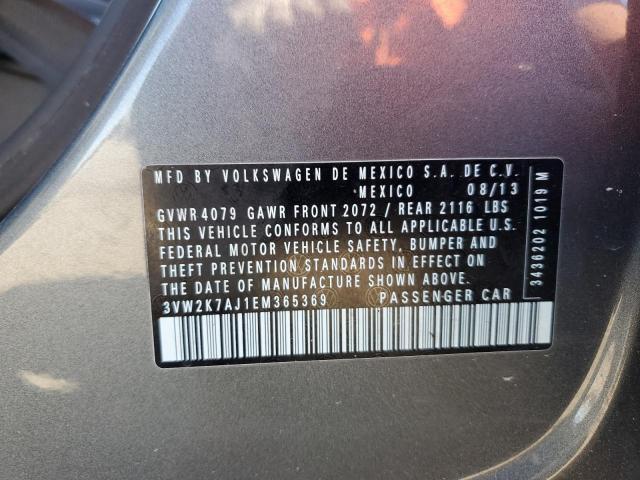 MFD BY VOLKSWAGEN DE MEXICO S.A. DE C.V.
MEXICO 08/13
GVWR 4079 GAWR FRONT 2072 / REAR 2116 LBS
THIS VEHICLE CONFORMS TO ALL APPLICABLE U.S.
FEDERAL MOTOR VEHICLE SAFETY, BUMPER AND
THEFT PREVENTION STANDARDS IN EFFECT ON
THE DATE OF MANUFACTURE SHOWN ABOVE.
3VW2K7AJ1EM365369 PASSENGER CAR
3436202 1019 M